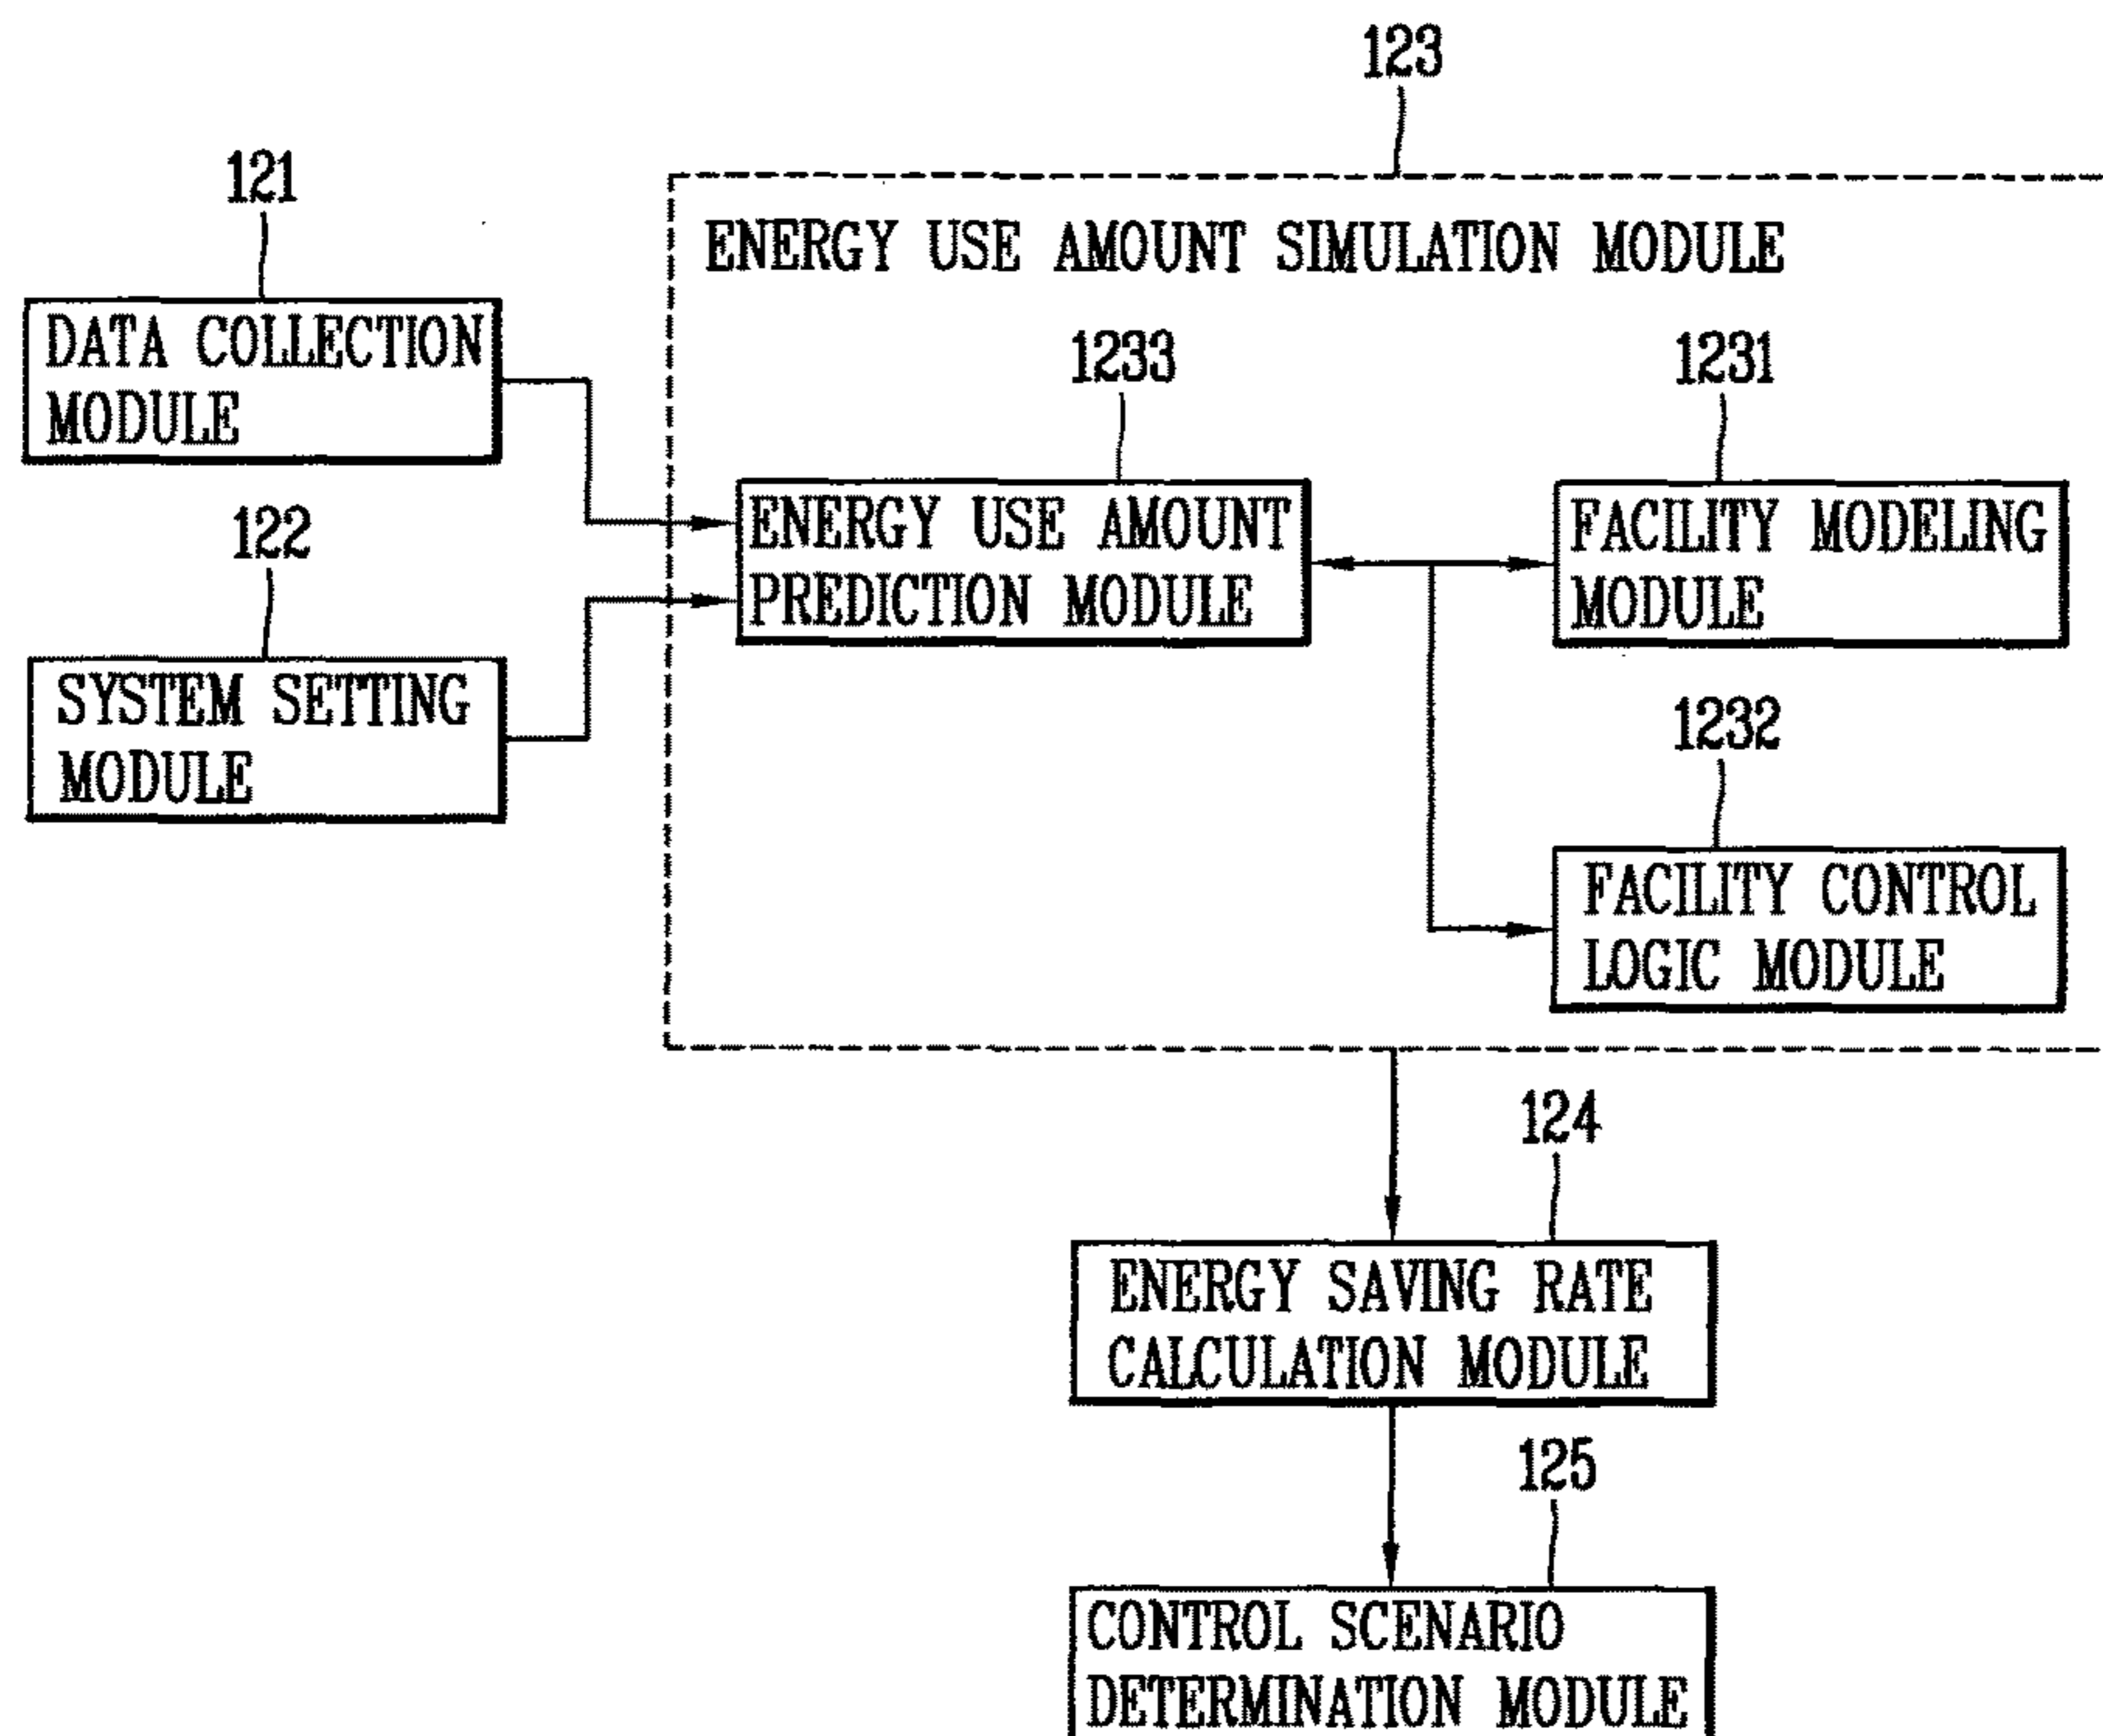 123
121
ENERGY USE AMOUNT SIMULATION MODULE
DATA COLLECTION
MODULE
1233
1231
122
ENERGY USE AMOUNT
PREDICTION MODULE
FACILITY MODELING
MODULE
SYSTEM SETTING
MODULE
1232
FACILITY CONTROL
LOGIC MODULE
124
ENERGY SAVING RATE
CALCULATION MODULE
125
CONTROL SCENARIO
DETERMINATION MODULE